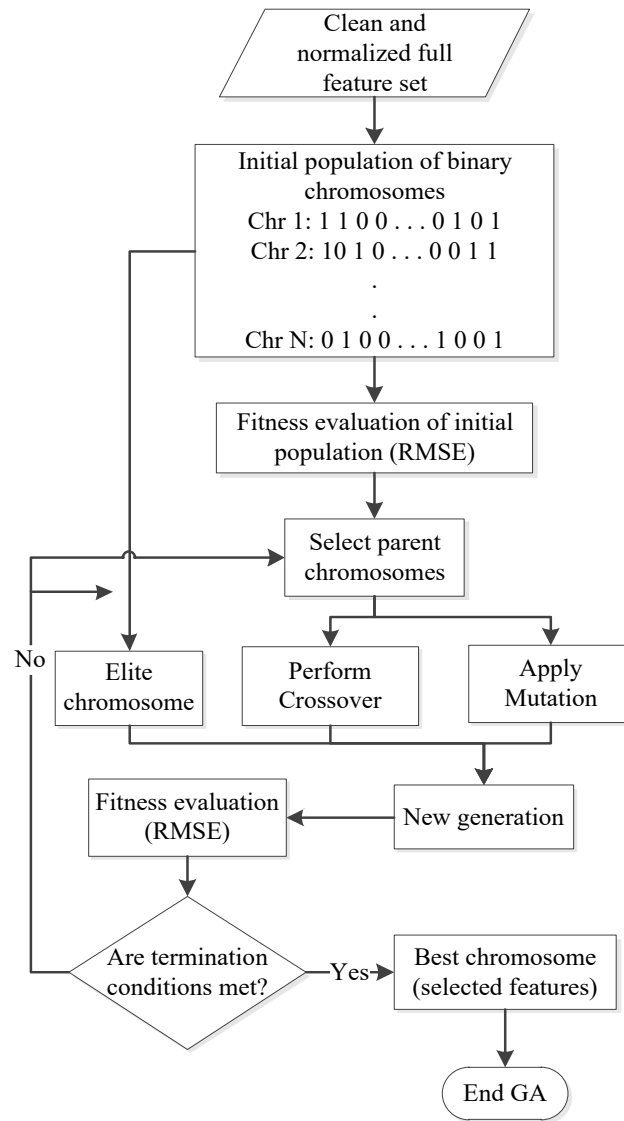 Clean and
normalized full
feature set
Initial population of binary
chromosomes
Chr 1: 1 1 0 0 . . . 0 1 0 1
Chr 2: 10 1 0 . . . 0 0 1 1
.
.
Chr N: 0 1 0 0 . . . 1 0 0 1
Fitness evaluation of initial
population (RMSE)
Select parent
chromosomes
No
Elite
chromosome
Perform
Crossover
Apply
Mutation
Fitness evaluation
(RMSE)
New generation
Are termination
conditions met?
Yes
Best chromosome
(selected features)
End GA